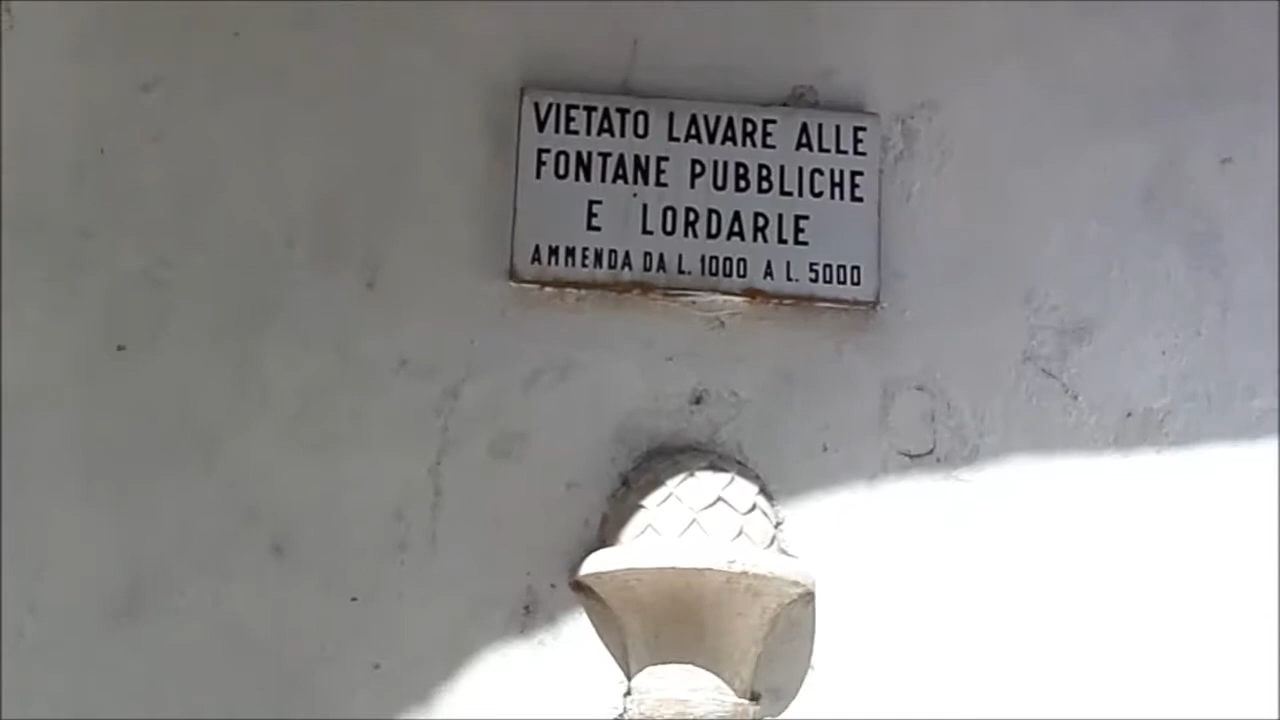 VIETATO LAVARE ALLE
FONTANE PUBBLICHE
E LORDARLE
AMMENDA DA L. 1000 A L. 5000